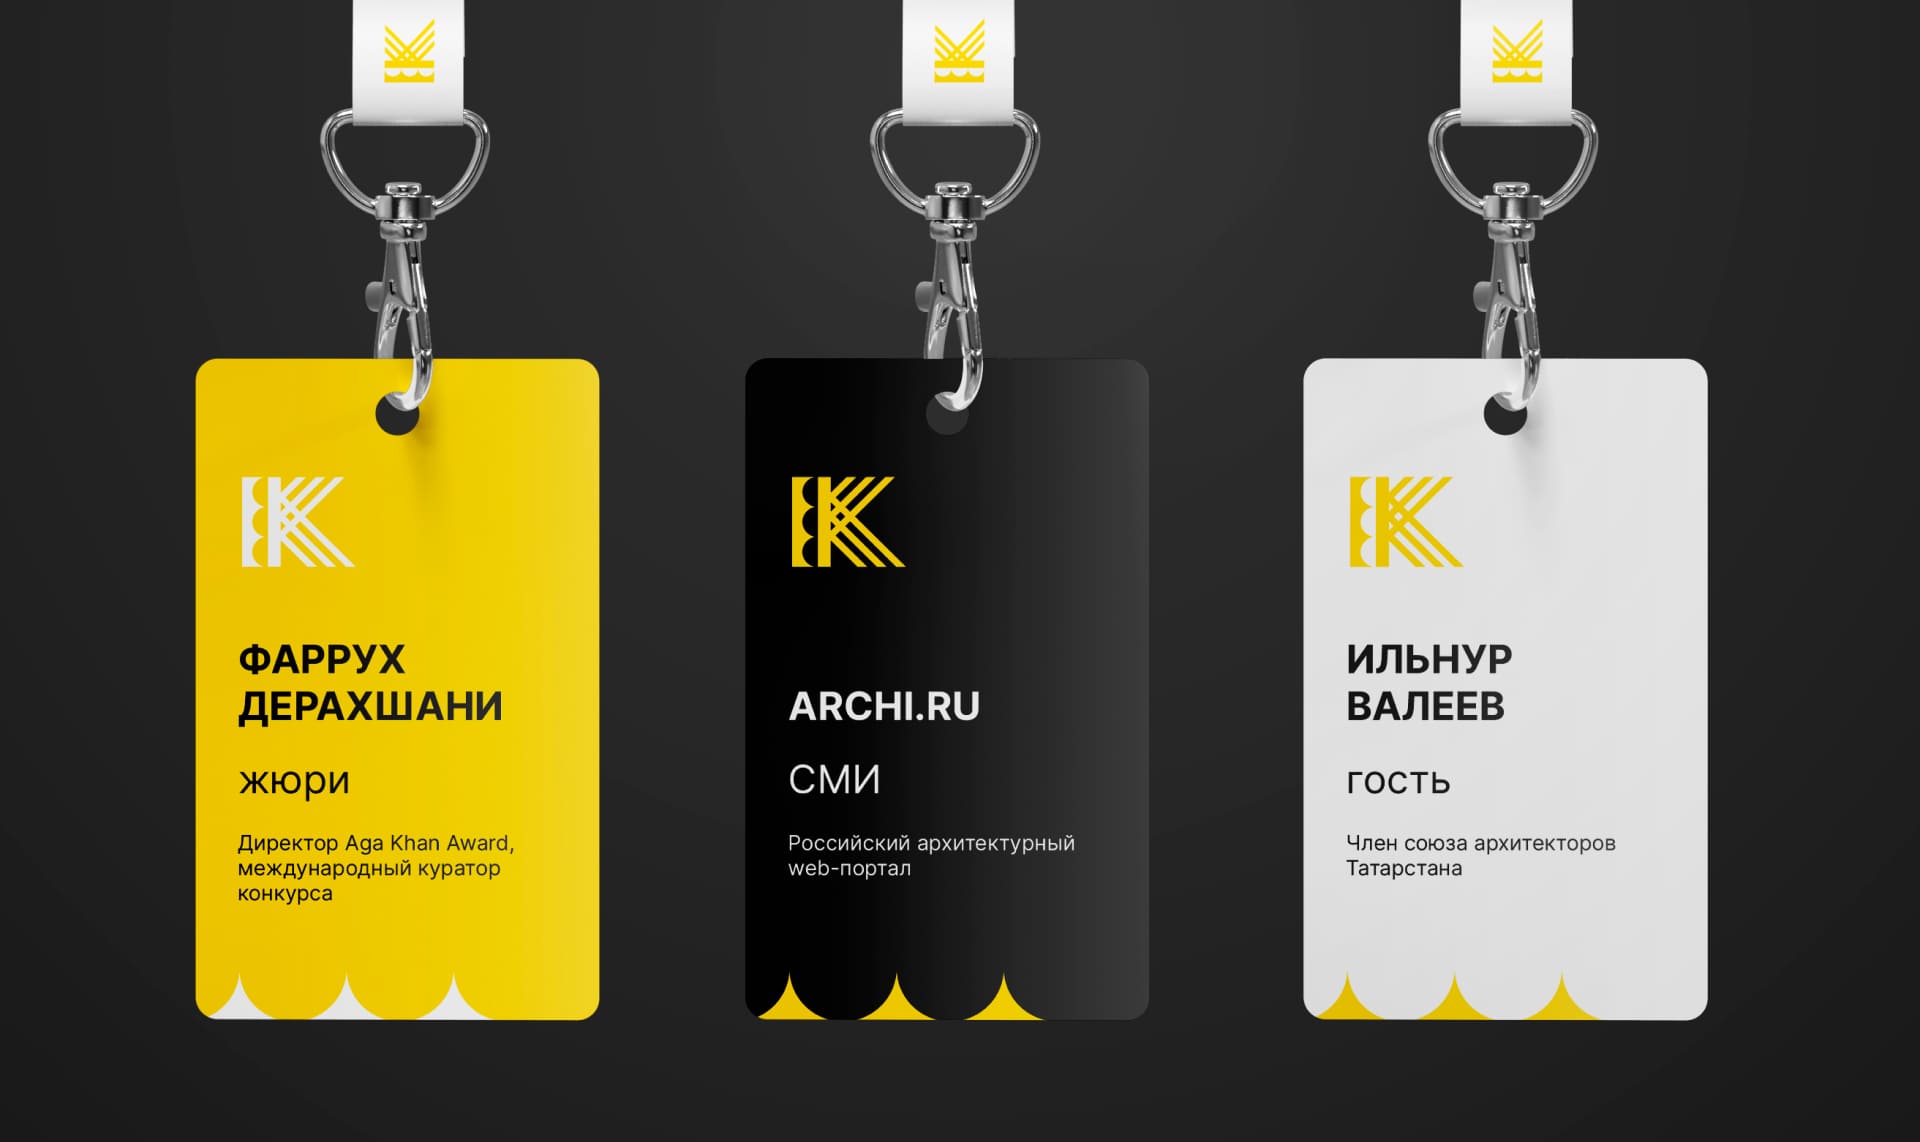 ФАРРУХ
ДЕРАХШАНИ
жюри
Директор Aga Khan Award,
международный куратор
конкурса
ARCHI.RU
СМИ
Российский архитектурный
web-портал
ИЛЬНУР
ВАЛЕЕВ
гость
Член союза архитекторов
Татарстана